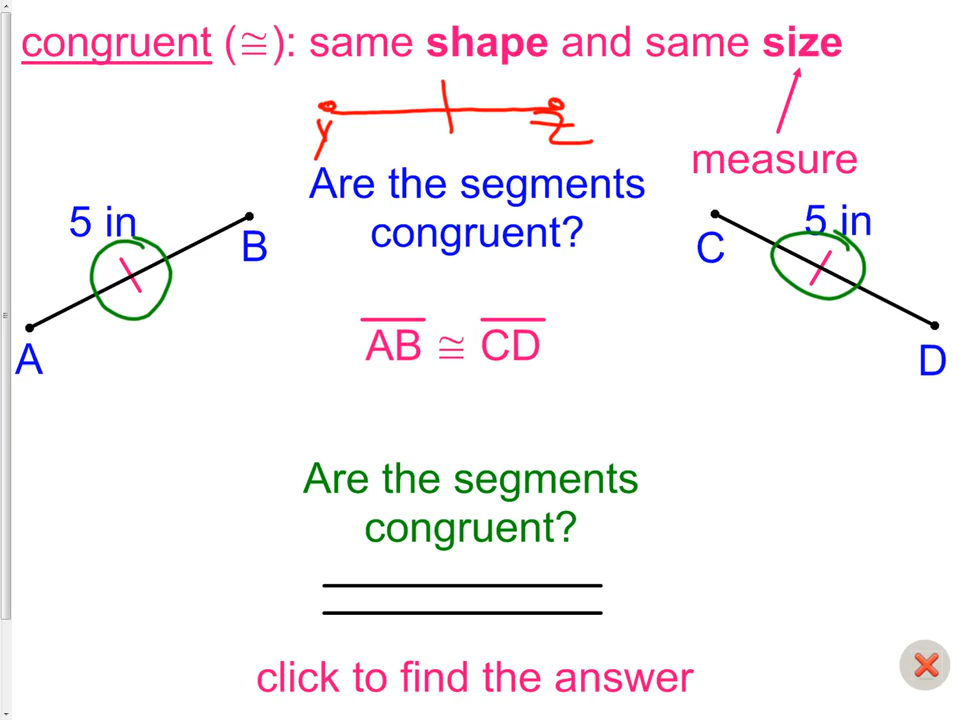 congruent (≅): same shape and same size
Y Z
measure
Are the segments
congruent?
5 in
B
A
5 in
C
D
AB ≅ CD
Are the segments
congruent?
click to find the answer